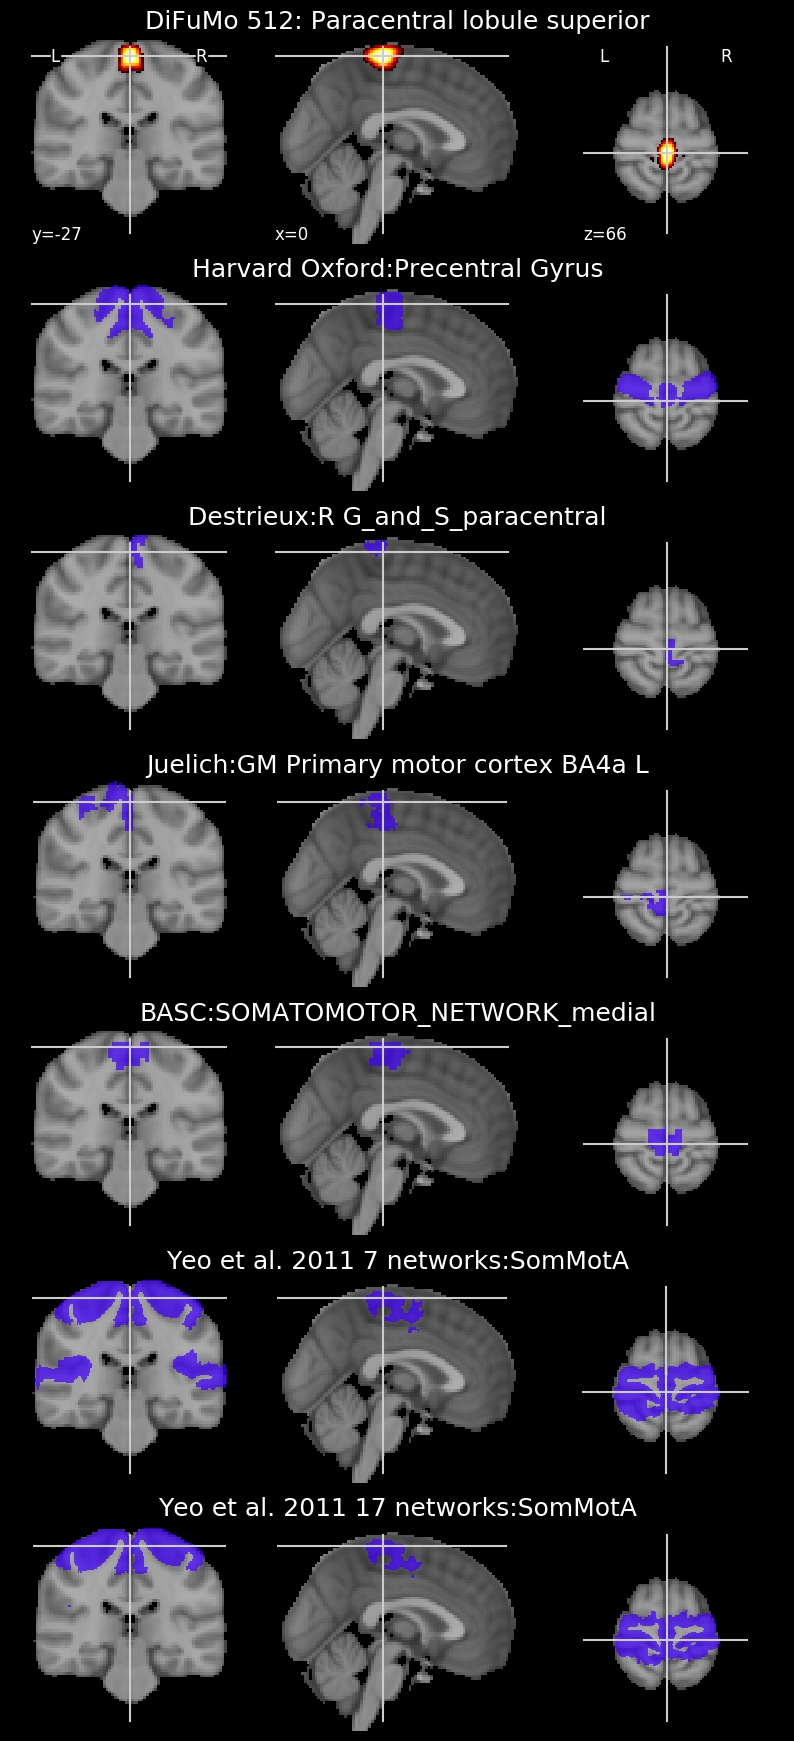 DiFuMo 512: Paracentral lobule superior
L R L R
y=-27 x=0 z=66
Harvard Oxford:Precentral Gyrus
Destrieux:R G_and_S_paracentral
Juelich:GM Primary motor cortex BA4a L
BASC:SOMATOMOTOR_NETWORK_medial
Yeo et al. 2011 7 networks:SomMotA
Yeo et al. 2011 17 networks:SomMotA